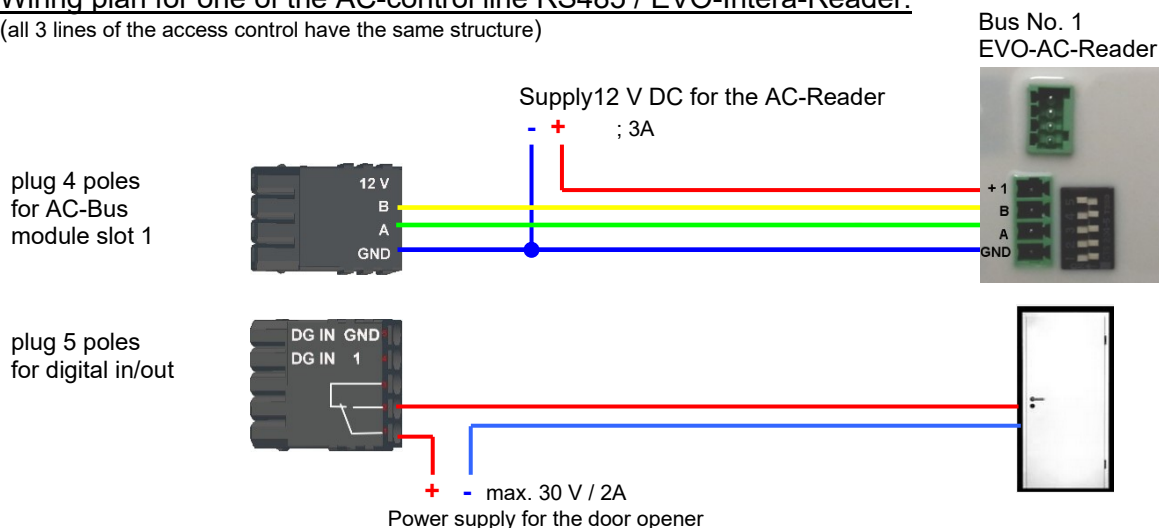 Wiring plan for one of the AC-control line RS485 / EVO-Intera-Reader:
(all 3 lines of the access control have the same structure)
Bus No. 1
EVO-AC-Reader
Supply12 V DC for the AC-Reader
- + ; 3A
plug 4 poles
for AC-Bus
module slot 1
12 V
B
A
GND
+ 1
B
A
GND
plug 5 poles
for digital in/out
DG IN GND
DG IN 1
+ - max. 30 V / 2A
Power supply for the door opener